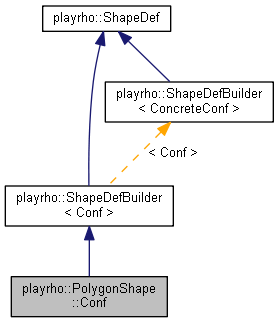 playrho::ShapeDef
playrho::ShapeDefBuilder
< ConcreteConf >
< Conf >
playrho::ShapeDefBuilder
< Conf >
playrho::PolygonShape
::Conf